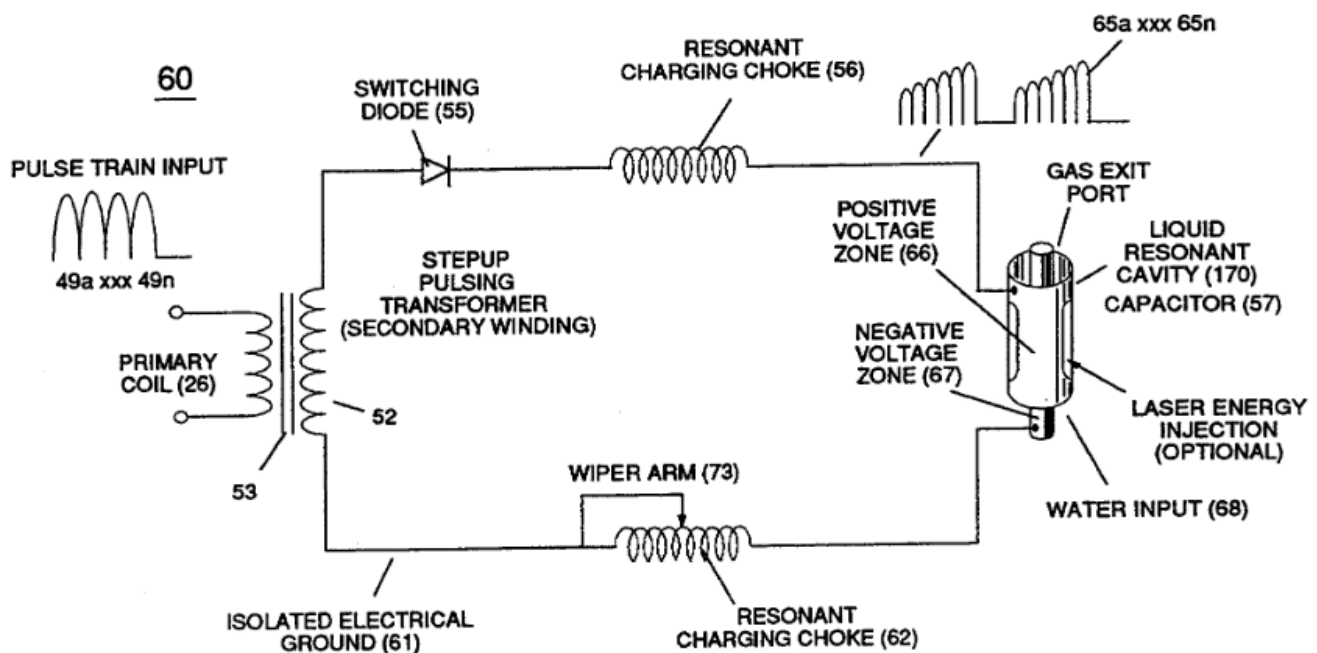 60
PULSE TRAIN INPUT
49a xxx 49n
PRIMARY
COIL (26)
53
SWITCHING
DIODE (55)
STEPUP
PULSING
TRANSFORMER
(SECONDARY WINDING)
52
ISOLATED ELECTRICAL
GROUND (61)
RESONANT
CHARGING CHOKE (56)
WIPER ARM (73)
RESONANT
CHARGING CHOKE (62)
65a xxx 65n
POSITIVE
VOLTAGE
ZONE (66)
NEGATIVE
VOLTAGE
ZONE (67)
GAS EXIT
PORT
LIQUID
RESONANT
CAVITY (170)
CAPACITOR (57)
LASER ENERGY
INJECTION
(OPTIONAL)
WATER INPUT (68)